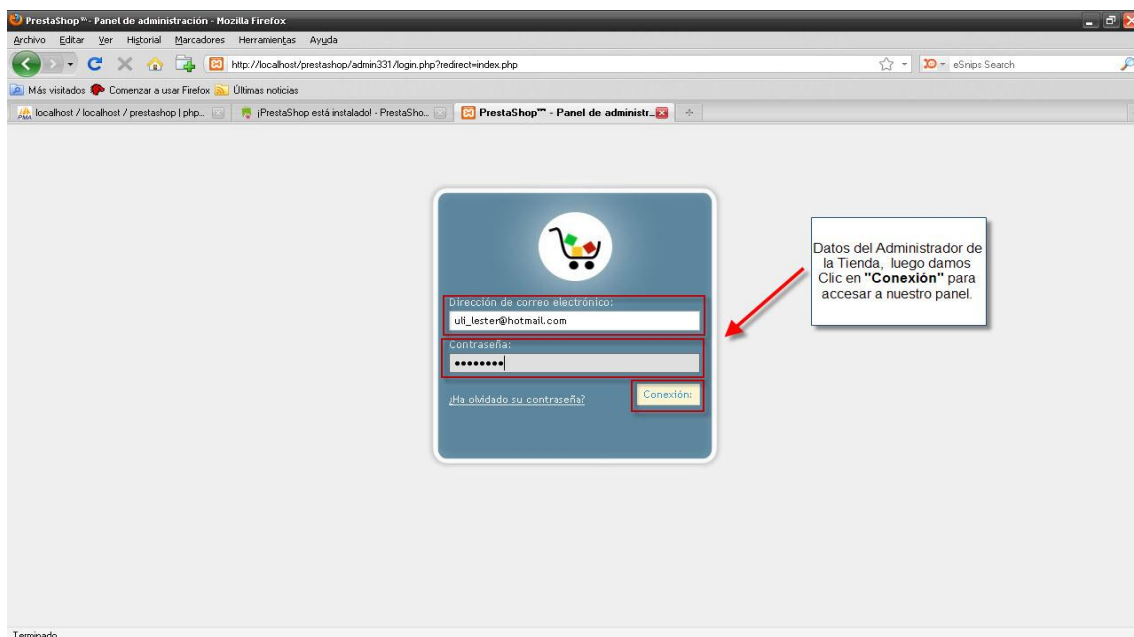 PrestaShop™ - Panel de administración - Mozilla Firefox
Archivo Editar Ver Historial Marcadores Herramientas Ayuda
http://localhost/prestashop/admin331/login.php?redirect=index.php
eSnips Search
Más visitados Comenzar a usar Firefox Últimas noticias
localhost / localhost / prestashop | php...
¡PrestaShop está instalado! - PrestaSho...
PrestaShop™ - Panel de administr...
Dirección de correo electrónico:
uli_lester@hotmail.com
Contraseña:
••••••••
¿Ha olvidado su contraseña?
Conexión:
Datos del Administrador de
la Tienda, luego damos
Clic en "Conexión" para
accesar a nuestro panel.
Terminado